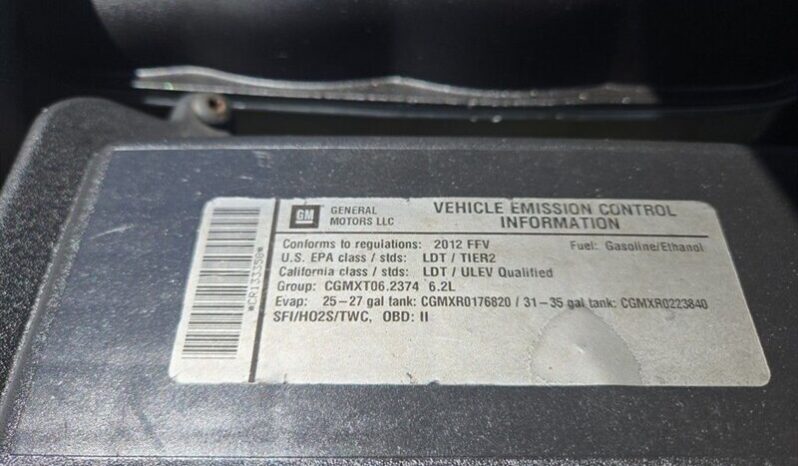 *CR133358*
GM
GENERAL
MOTORS LLC
VEHICLE EMISSION CONTROL
INFORMATION
Conforms to regulations: 2012 FFV Fuel: Gasoline/Ethanol
U.S. EPA class / stds: LDT / TIER2
California class / stds: LDT / ULEV Qualified
Group: CGMXT06.2374 6.2L
Evap: 25-27 gal tank: CGMXR0176820 / 31-35 gal tank: CGMXR0223840
SFI/HO2S/TWC, OBD: II